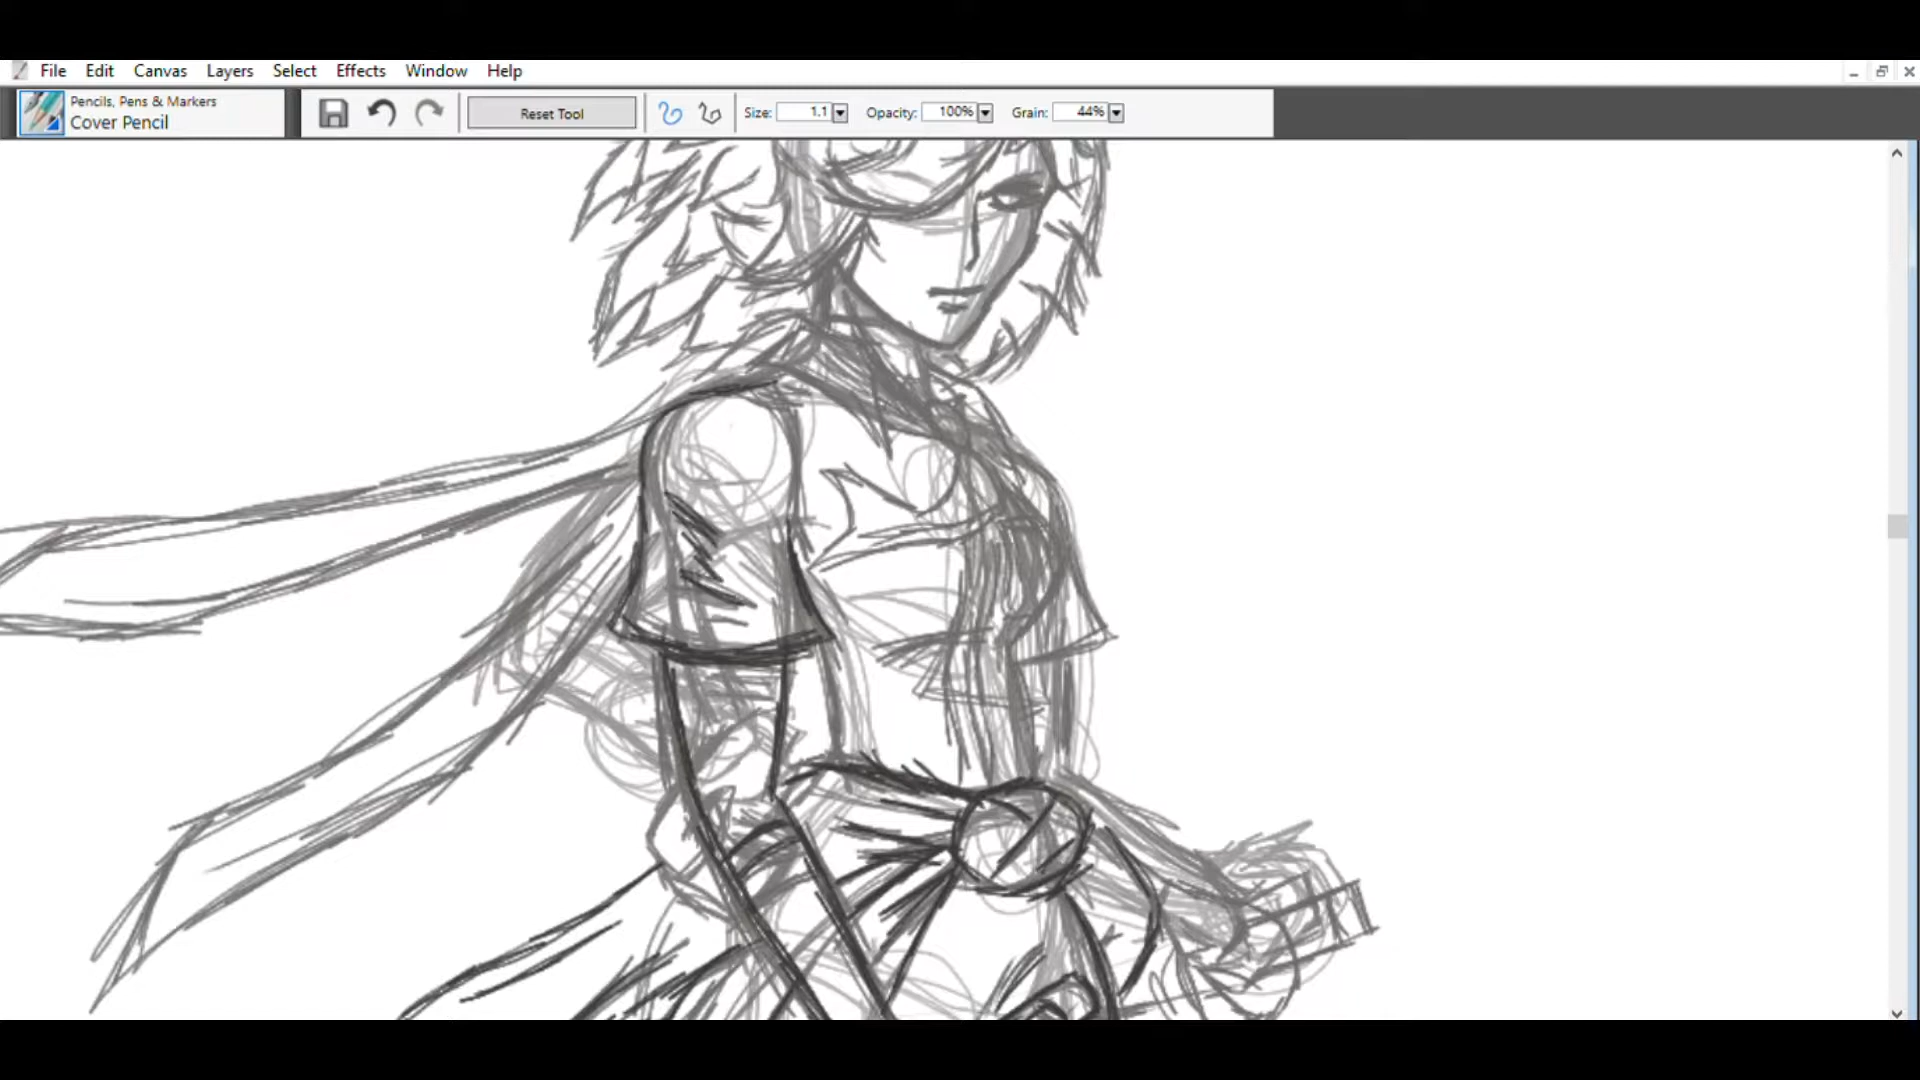 File Edit Canvas Layers Select Effects Window Help
Pencils, Pens & Markers
Cover Pencil
Reset Tool Size: 1.1 Opacity: 100% Grain: 44%